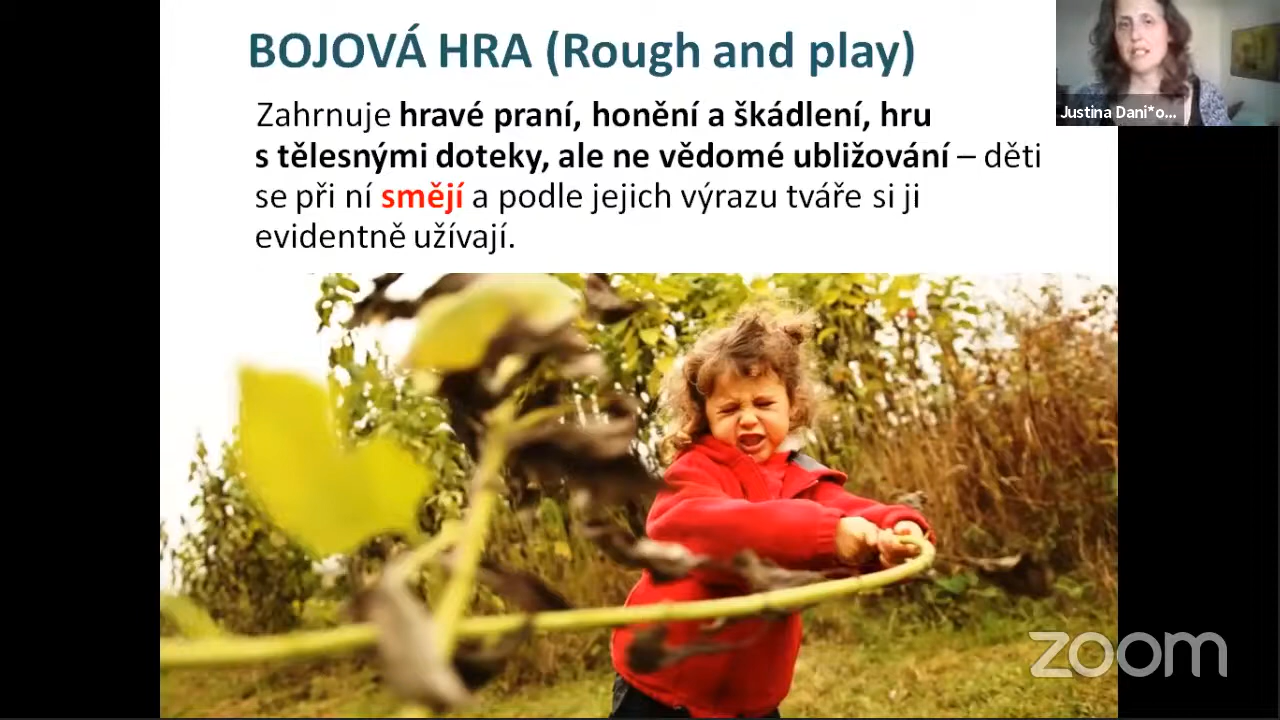 BOJOVÁ HRA (Rough and play)
Zahrnuje hravé praní, honění a škádlení, hru
s tělesnými doteky, ale ne vědomé ubližování – děti
se při ní smějí a podle jejich výrazu tváře si ji
evidentně užívají.
Justina Dani*o...
zoom